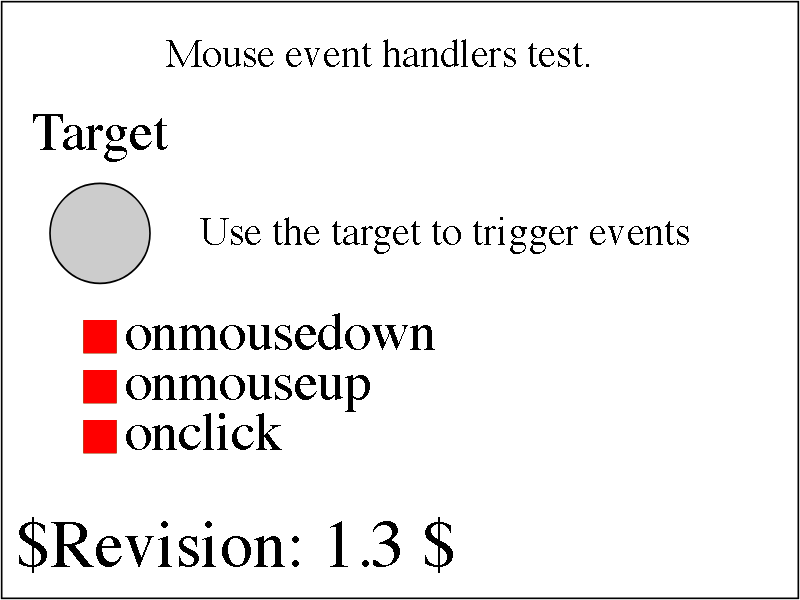 Mouse event handlers test.
Target
Use the target to trigger events
onmousedown
onmouseup
onclick
$Revision: 1.3 $